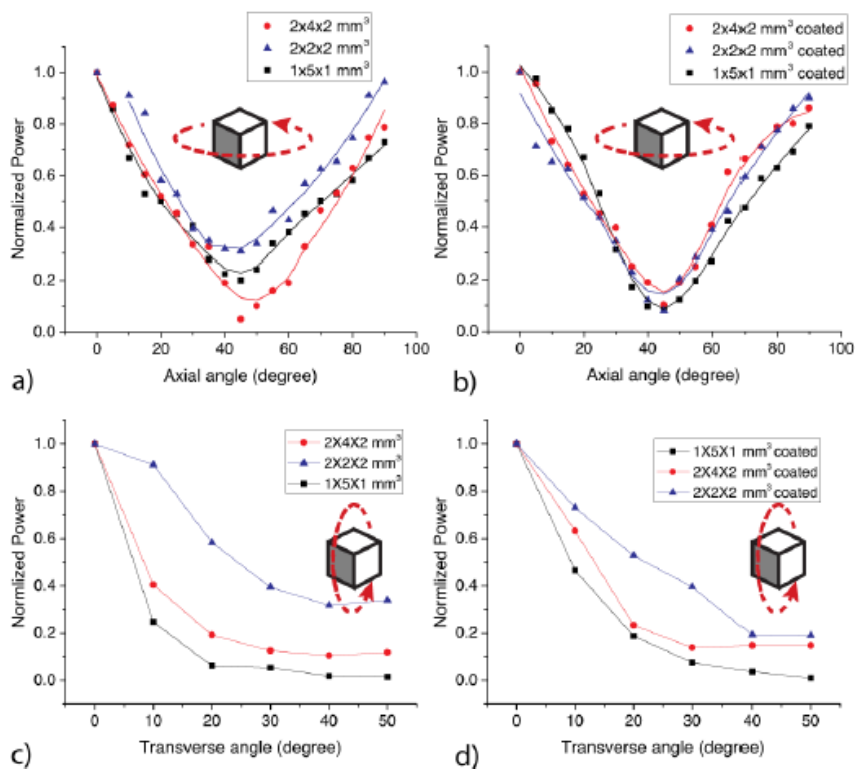 2x4x2 mm³
2x2x2 mm³
1x5x1 mm³
1.0
0.8
0.6
0.4
0.2
0.0
Normalized Power
0 20 40 60 80 100
a) Axial angle (degree)
2x4x2 mm³ coated
2x2x2 mm³ coated
1x5x1 mm³ coated
1.0
0.8
0.6
0.4
0.2
0.0
Normalized Power
0 20 40 60 80 100
b) Axial angle (degree)
2X4X2 mm³
2X2X2 mm³
1X5X1 mm³
1.0
0.8
0.6
0.4
0.2
0.0
Normlized Power
0 10 20 30 40 50
c) Transverse angle (degree)
1X5X1 mm³ coated
2X4X2 mm³ coated
2X2X2 mm³ coated
1.0
0.8
0.6
0.4
0.2
0.0
Normlized Power
0 10 20 30 40 50
d) Transverse angle (degree)